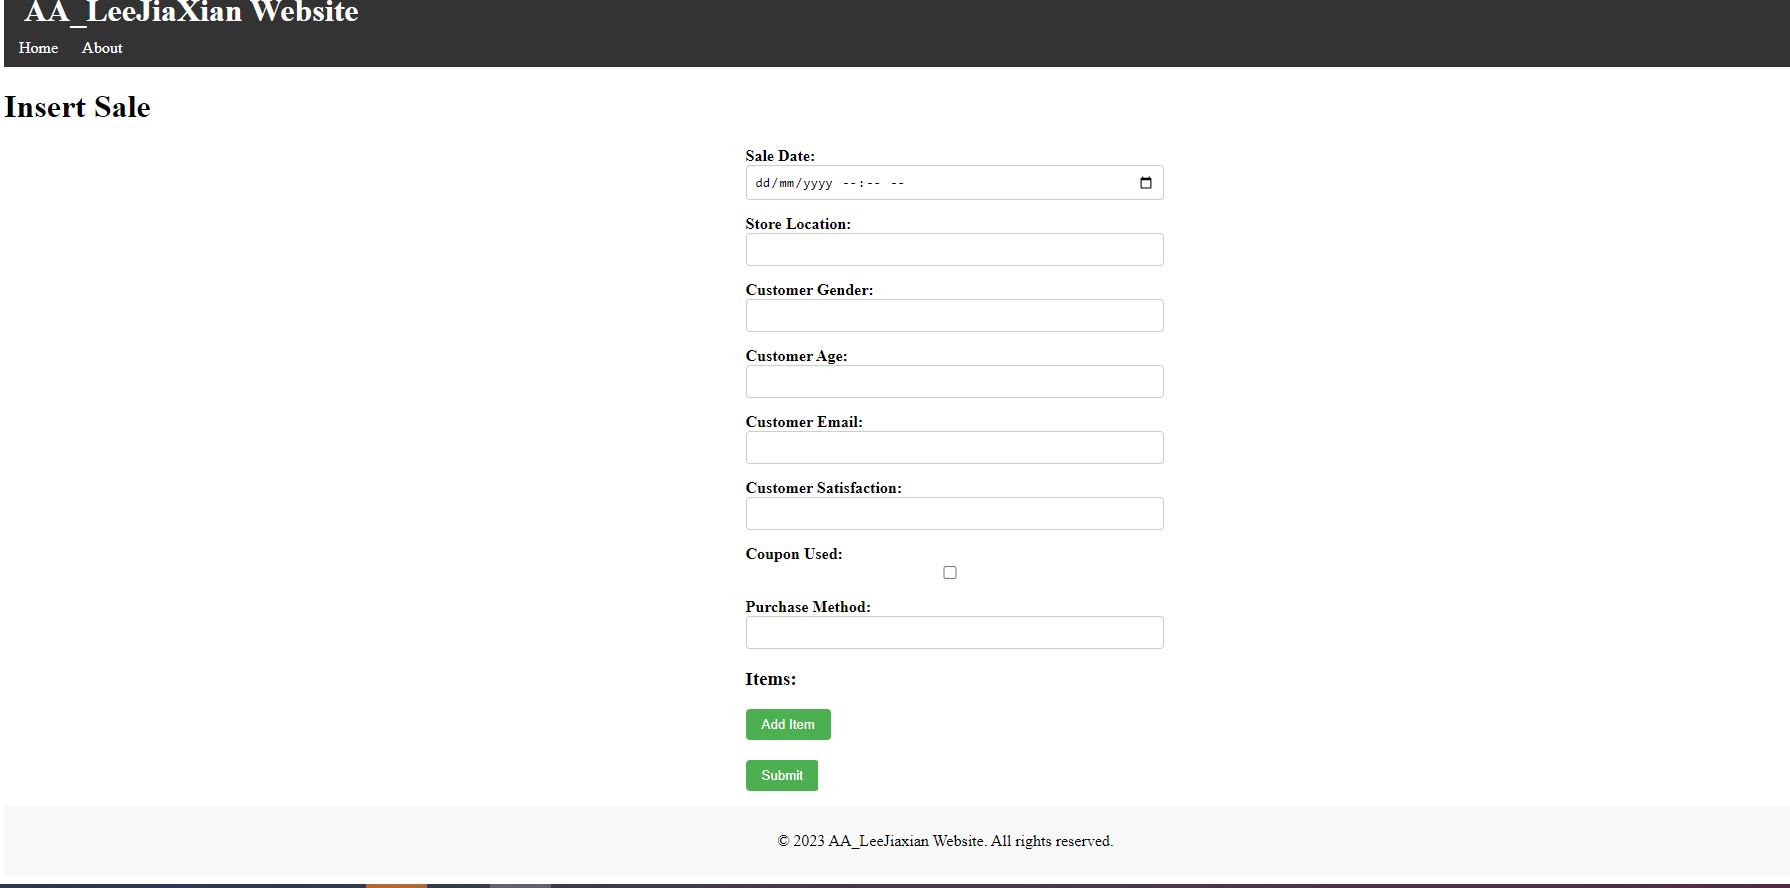 AA_LeeJiaXian Website
Home About
Insert Sale
Sale Date:
dd/mm/yyyy --:-- --
Store Location:
Customer Gender:
Customer Age:
Customer Email:
Customer Satisfaction:
Coupon Used:
Purchase Method:
Items:
Add Item
Submit
© 2023 AA_LeeJiaxian Website. All rights reserved.